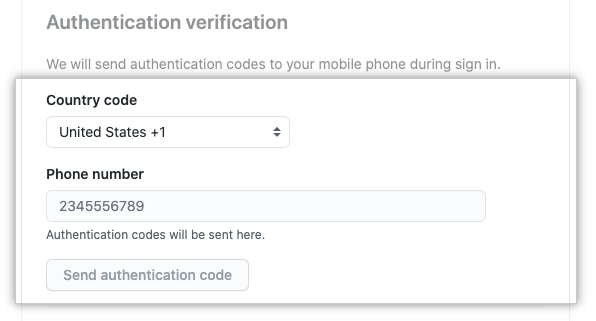 Authentication verification
We will send authentication codes to your mobile phone during sign in.
Country code
United States +1
Phone number
2345556789
Authentication codes will be sent here.
Send authentication code